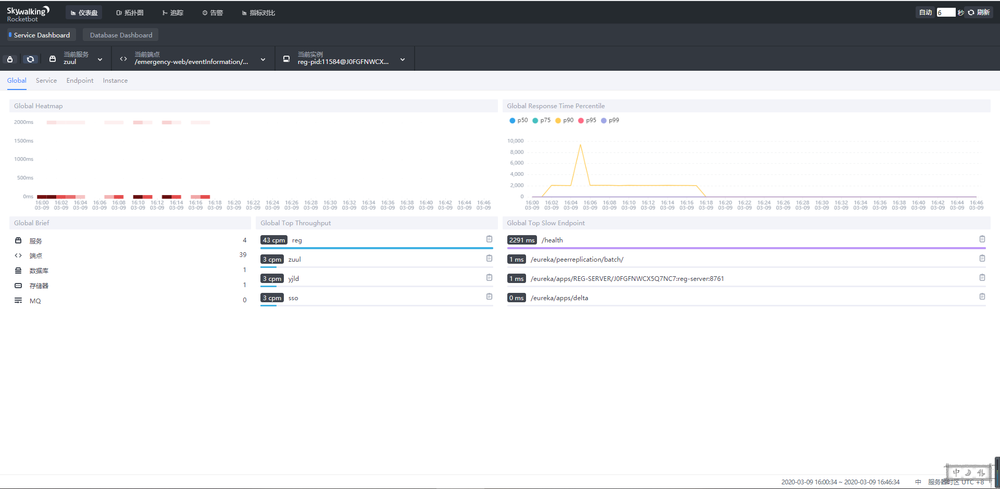 Skywalking
Rocketbot
仪表盘 拓扑图 追踪 告警 指标对比 自动 6 秒 刷新
Service Dashboard Database Dashboard
当前服务 当前端点 当前实例
zuul /emergency-web/eventInformation/... reg-pid:11584@J0FGFNWCX...
Global Service Endpoint Instance
Global Heatmap
2000ms
1500ms
1000ms
500ms
0ms
16:00 16:02 16:04 16:06 16:08 16:10 16:12 16:14 16:16 16:18 16:20 16:22 16:24 16:26 16:28 16:30 16:32 16:34 16:36 16:38 16:40 16:42 16:44 16:46
03-09 03-09 03-09 03-09 03-09 03-09 03-09 03-09 03-09 03-09 03-09 03-09 03-09 03-09 03-09 03-09 03-09 03-09 03-09 03-09 03-09 03-09 03-09 03-09
Global Response Time Percentile
p50 p75 p90 p95 p99
10,000
8,000
6,000
4,000
2,000
0
16:00 16:02 16:04 16:06 16:08 16:10 16:12 16:14 16:16 16:18 16:20 16:22 16:24 16:26 16:28 16:30 16:32 16:34 16:36 16:38 16:40 16:42 16:44 16:46
03-09 03-09 03-09 03-09 03-09 03-09 03-09 03-09 03-09 03-09 03-09 03-09 03-09 03-09 03-09 03-09 03-09 03-09 03-09 03-09 03-09 03-09 03-09 03-09
Global Brief
服务 4
端点 39
数据库 1
存储器 1
MQ 0
Global Top Throughput
43 cpm reg
3 cpm zuul
3 cpm yjld
3 cpm sso
Global Top Slow Endpoint
2291 ms /health
1 ms /eureka/peerreplication/batch/
1 ms /eureka/apps/REG-SERVER/J0FGFNWCX5Q7NC7:reg-server:8761
0 ms /eureka/apps/delta
中
2020-03-09 16:00:34 ~ 2020-03-09 16:46:34 中 服务器时区 UTC +8